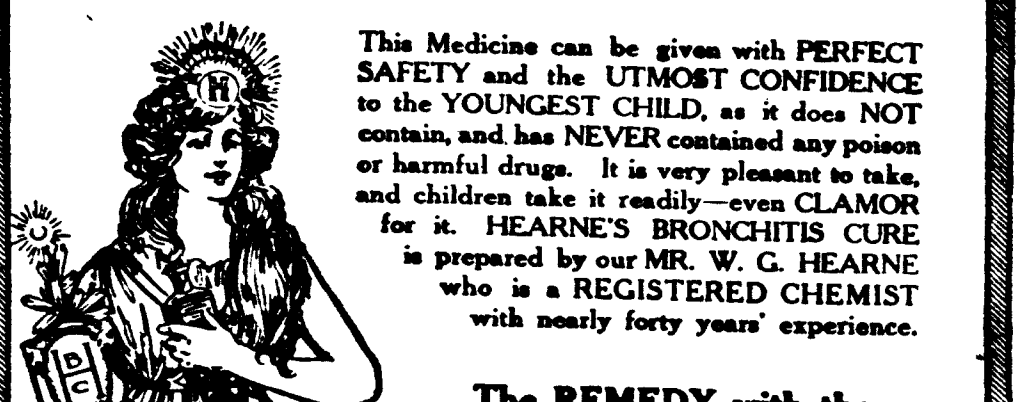 H
This Medicine can be given with PERFECT
SAFETY and the UTMOST CONFIDENCE
to the YOUNGEST CHILD, as it does NOT
contain, and has NEVER contained any poison
or harmful drugs. It is very pleasant to take,
and children take it readily—even CLAMOR
for it. HEARNE'S BRONCHITIS CURE
is prepared by our MR. W. G. HEARNE
who is a REGISTERED CHEMIST
with nearly forty years' experience.
C
B
C
The REMEDY with the